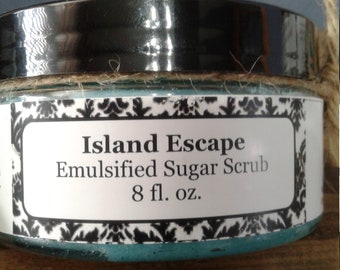 Island Escape
Emulsified Sugar Scrub
8 fl. oz.